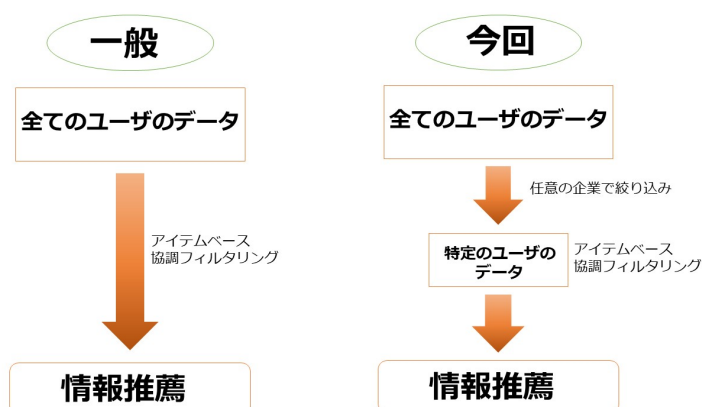 一般
全てのユーザのデータ
アイテムベース
協調フィルタリング
情報推薦
今回
全てのユーザのデータ
任意の企業で絞り込み
特定のユーザの
データ
アイテムベース
協調フィルタリング
情報推薦